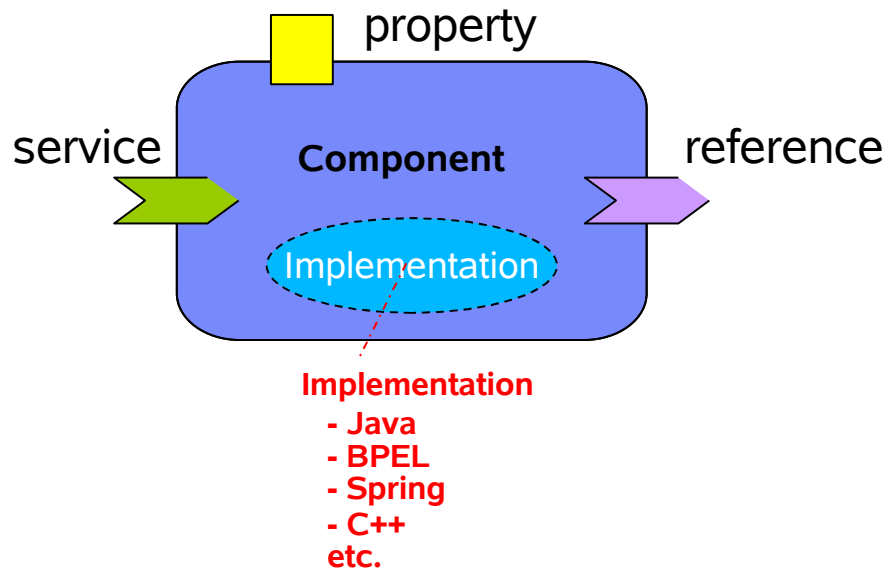 property
service
Component
reference
Implementation
Implementation
- Java
- BPEL
- Spring
- C++
etc.